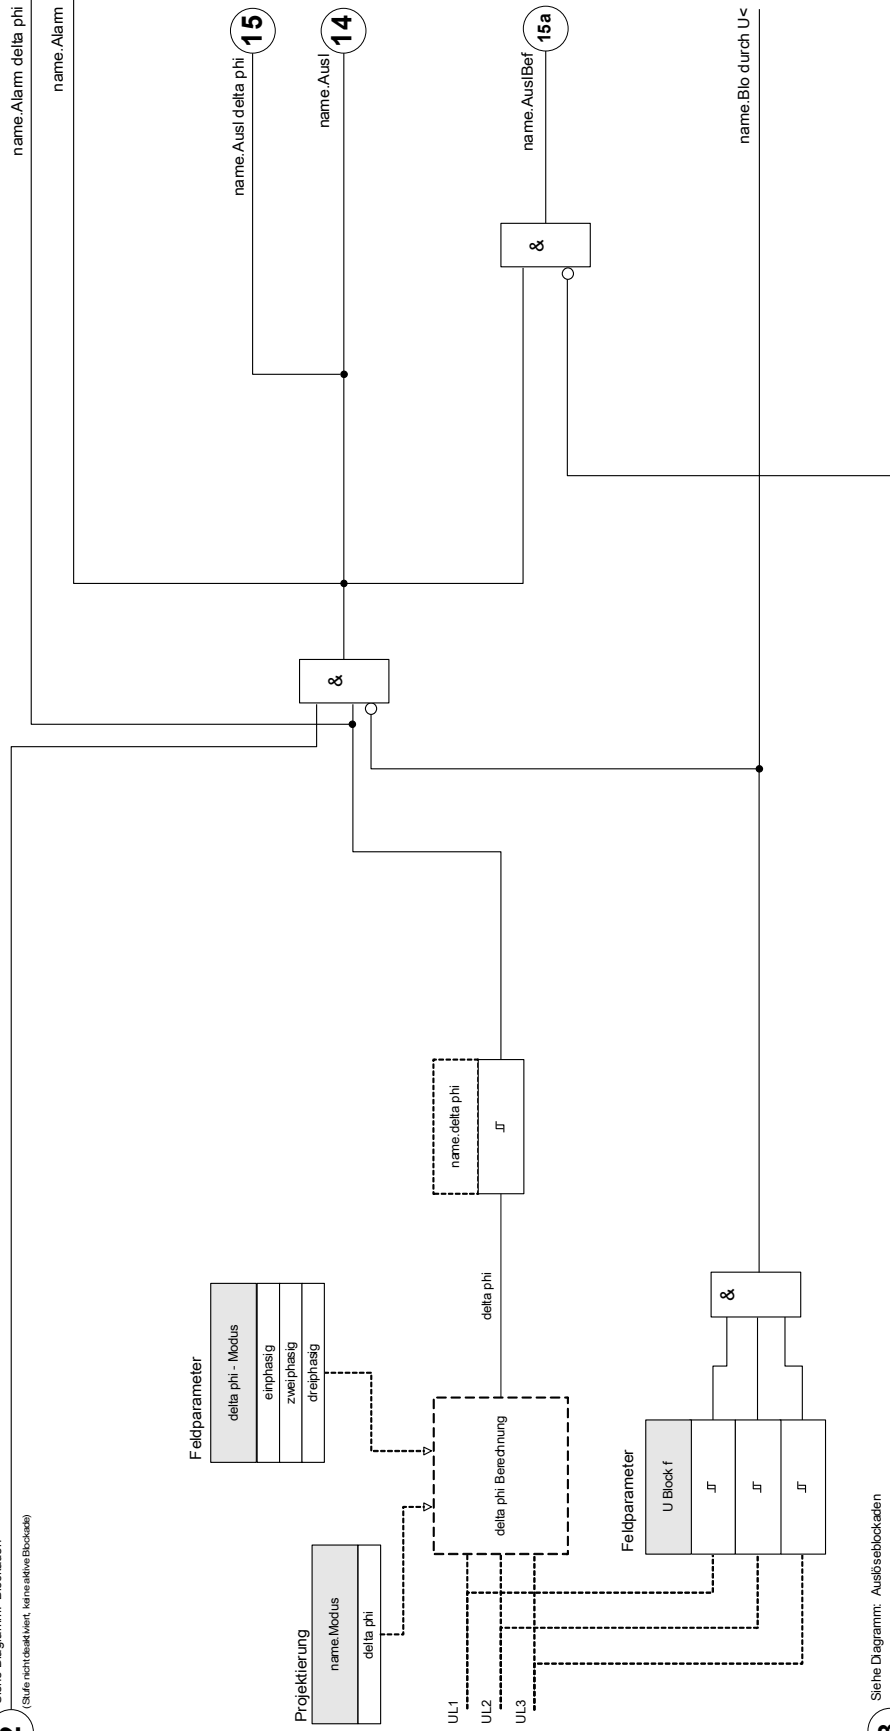 name.Alarm delta phi
name.Alarm
15
name.Ausl delta phi
14
name.Ausl
15a
name.AuslBef
name.Blo durch U<
&
&
&
(Stufe nicht deaktiviert, keine aktive Blockade)
Feldparameter
delta phi - Modus
einphasig
zweiphasig
dreiphasig
Projektierung
name.Modus
delta phi
delta phi Berechnung
delta phi
name.delta phi
UL1
UL2
UL3
Feldparameter
U Block f
Siehe Diagramm: Auslöseblockaden